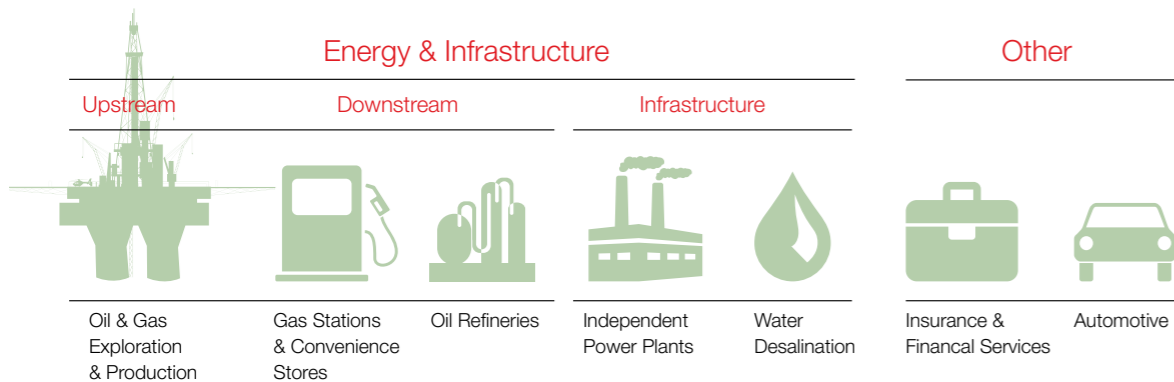 Energy & Infrastructure
Other
Upstream
Downstream
Infrastructure
Oil & Gas
Exploration
& Production
Gas Stations
& Convenience
Stores
Oil Refineries
Independent
Power Plants
Water
Desalination
Insurance &
Financal Services
Automotive